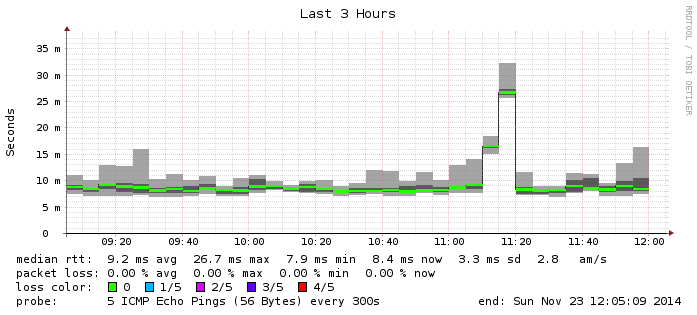 Last 3 Hours
RRDTOOL / TOBI OETIKER
Seconds
35 m
30 m
25 m
20 m
15 m
10 m
5 m
0
09:20 09:40 10:00 10:20 10:40 11:00 11:20 11:40 12:00
median rtt: 9.2 ms avg 26.7 ms max 7.9 ms min 8.4 ms now 3.3 ms sd 2.8 am/s
packet loss: 0.00 % avg 0.00 % max 0.00 % min 0.00 % now
loss color: 0 1/5 2/5 3/5 4/5
probe: 5 ICMP Echo Pings (56 Bytes) every 300s end: Sun Nov 23 12:05:09 2014